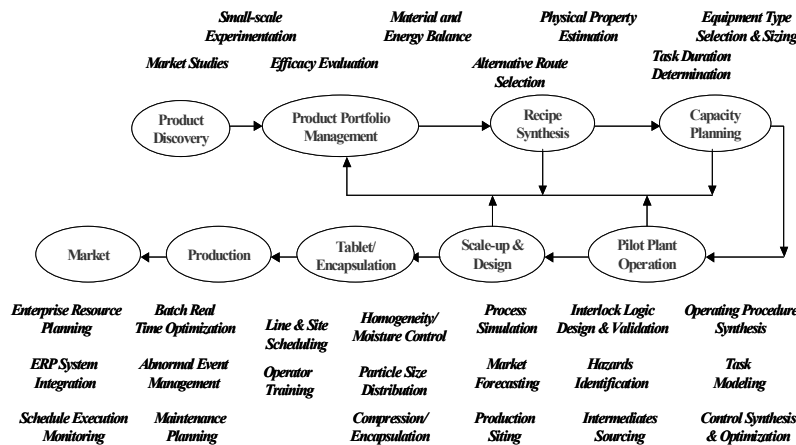 Small-scale
Experimentation
Material and
Energy Balance
Physical Property
Estimation
Equipment Type
Selection & Sizing
Market Studies
Efficacy Evaluation
Alternative Route
Selection
Task Duration
Determination
Product
Discovery
Product Portfolio
Management
Recipe
Synthesis
Capacity
Planning
Market
Production
Tablet/
Encapsulation
Scale-up &
Design
Pilot Plant
Operation
Enterprise Resource
Planning
Batch Real
Time Optimization
Line & Site
Scheduling
Homogeneity/
Moisture Control
Process
Simulation
Interlock Logic
Design & Validation
Operating Procedure
Synthesis
ERP System
Integration
Abnormal Event
Management
Operator
Training
Particle Size
Distribution
Market
Forecasting
Hazards
Identification
Task
Modeling
Schedule Execution
Monitoring
Maintenance
Planning
Compression/
Encapsulation
Production
Siting
Intermediates
Sourcing
Control Synthesis
& Optimization